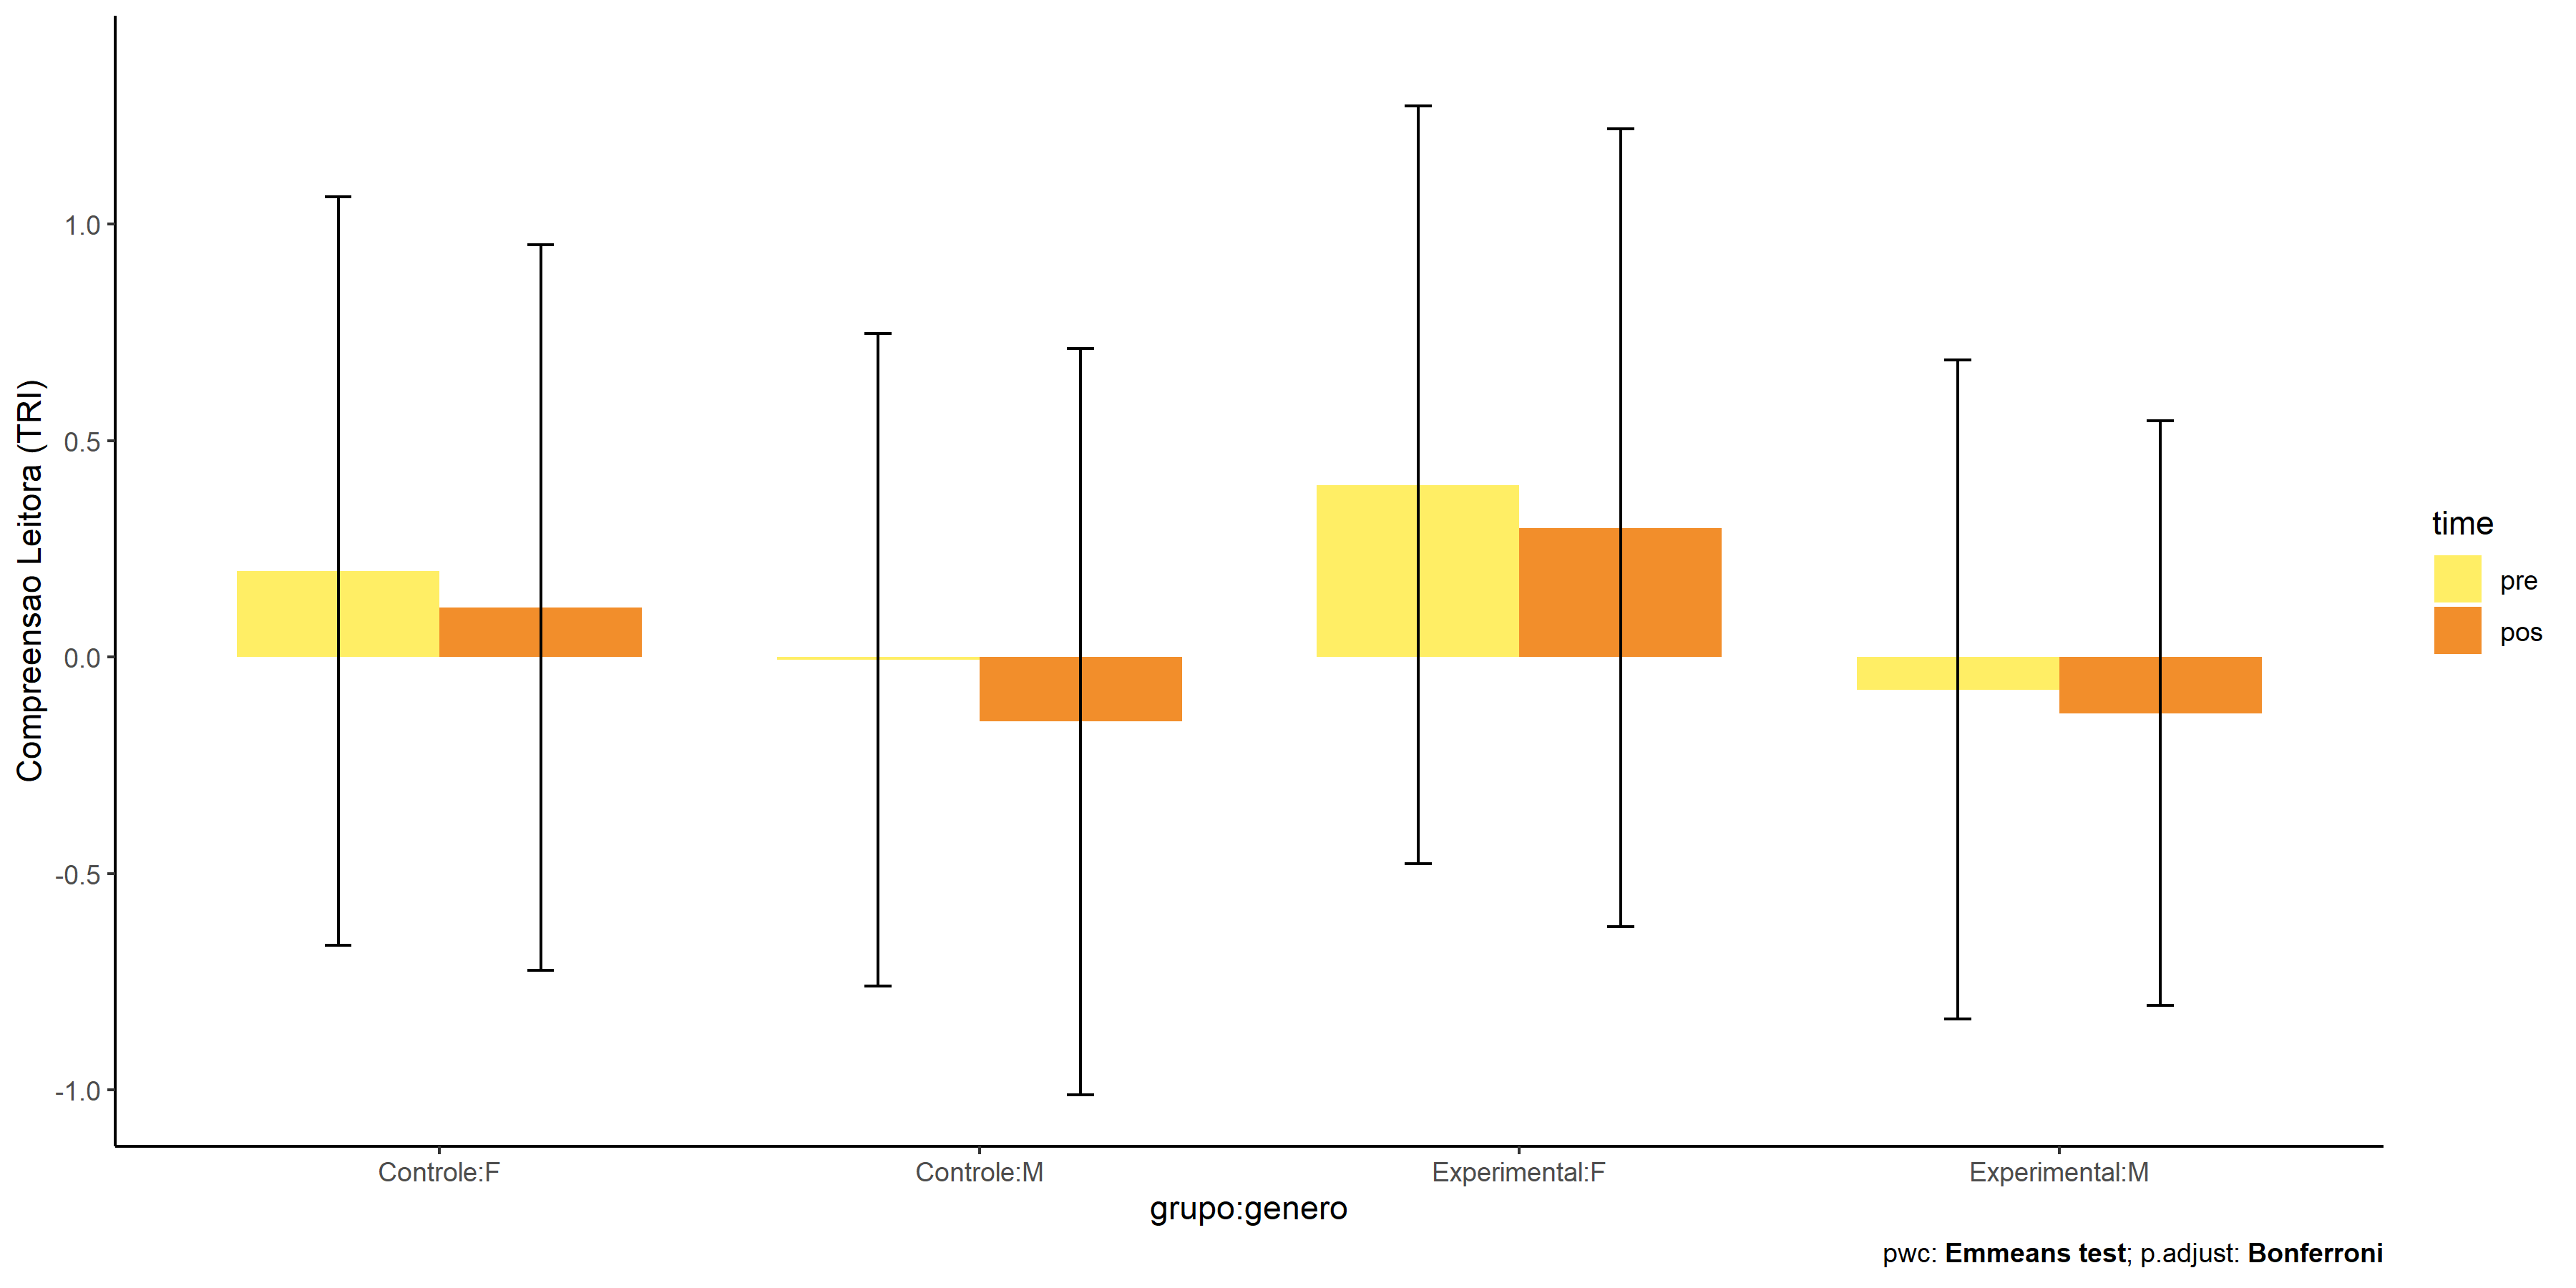 Compreensao Leitora (TRI)
1.0
0.5
0.0
-0.5
-1.0
Controle:F
Controle:M
Experimental:F
Experimental:M
grupo:genero
time
pre
pos
pwc: Emmeans test; p.adjust: Bonferroni